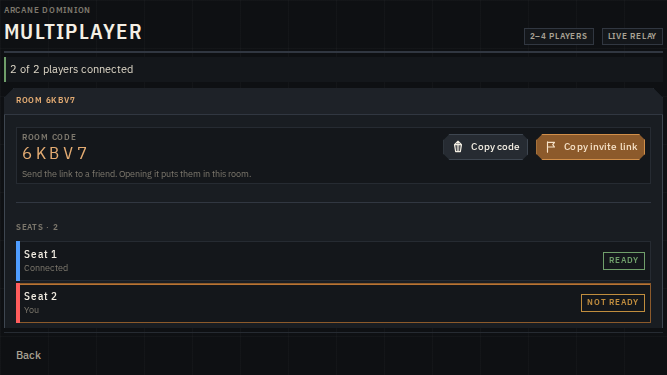 ARCANE DOMINION
MULTIPLAYER
2–4 PLAYERS
LIVE RELAY
2 of 2 players connected
ROOM 6KBV7
ROOM CODE
6KBV7
Copy code
Copy invite link
Send the link to a friend. Opening it puts them in this room.
SEATS · 2
Seat 1
Connected
READY
Seat 2
You
NOT READY
Back